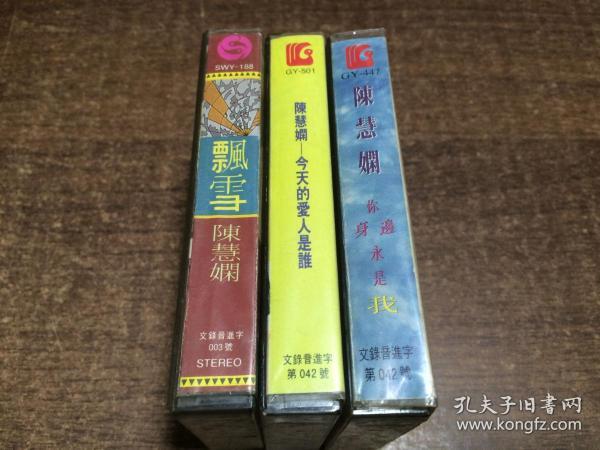 SWY-188
飄雪
陳慧嫻
文錄音進字
003號
STEREO
GY-501
陳慧嫻—今天的愛人是誰
文錄音進字
第042號
GY-447
陳慧嫻
你身邊永是我
文錄音進字
第042號
孔夫子旧书网
www.kongfz.com